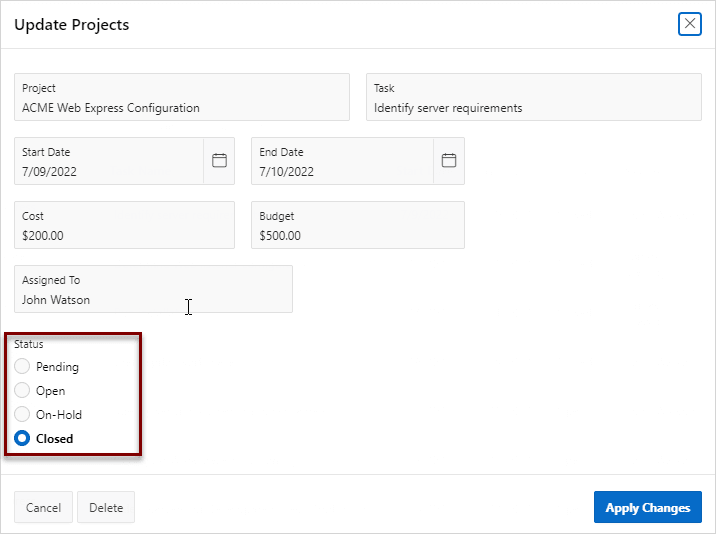 Update Projects
Project
ACME Web Express Configuration
Task
Identify server requirements
Start Date
7/09/2022
End Date
7/10/2022
Cost
$200.00
Budget
$500.00
Assigned To
John Watson
Status
Pending
Open
On-Hold
Closed
Cancel
Delete
Apply Changes